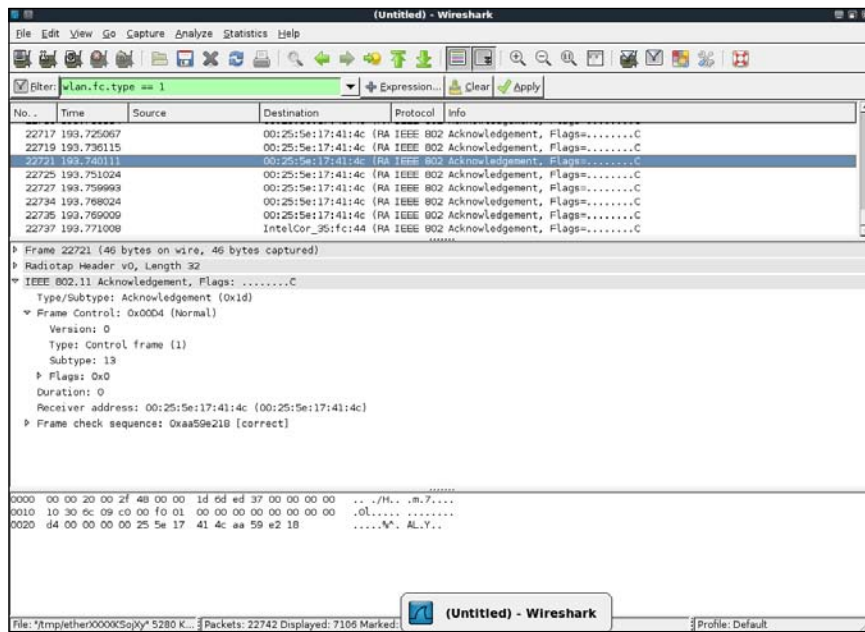 (Untitled) - Wireshark
File Edit View Go Capture Analyze Statistics Help
Filter: wlan.fc.type == 1 Expression... Clear Apply
No. . Time Source Destination Protocol Info
22717 193.725067 00:25:5e:17:41:4c (RA IEEE 802 Acknowledgement, Flags=........C
22719 193.736115 00:25:5e:17:41:4c (RA IEEE 802 Acknowledgement, Flags=........C
22721 193.740111 00:25:5e:17:41:4c (RA IEEE 802 Acknowledgement, Flags=........C
22725 193.751024 00:25:5e:17:41:4c (RA IEEE 802 Acknowledgement, Flags=........C
22727 193.759993 00:25:5e:17:41:4c (RA IEEE 802 Acknowledgement, Flags=........C
22734 193.768024 00:25:5e:17:41:4c (RA IEEE 802 Acknowledgement, Flags=........C
22735 193.769009 00:25:5e:17:41:4c (RA IEEE 802 Acknowledgement, Flags=........C
22737 193.771008 IntelCor_35:fc:44 (RA IEEE 802 Acknowledgement, Flags=........C
Frame 22721 (46 bytes on wire, 46 bytes captured)
Radiotap Header v0, Length 32
IEEE 802.11 Acknowledgement, Flags: ........C
Type/Subtype: Acknowledgement (0x1d)
Frame Control: 0x00D4 (Normal)
Version: 0
Type: Control frame (1)
Subtype: 13
Flags: 0x0
Duration: 0
Receiver address: 00:25:5e:17:41:4c (00:25:5e:17:41:4c)
Frame check sequence: 0xaa59e218 [correct]
0000 00 00 20 00 2f 48 00 00 1d 6d ed 37 00 00 00 00 .. ./H.. .m.7....
0010 10 30 6c 09 c0 00 f0 01 00 00 00 00 00 00 00 00 .0l..... ........
0020 d4 00 00 00 00 25 5e 17 41 4c aa 59 e2 18 .....%^. AL.Y..
(Untitled) - Wireshark
File: "/tmp/etherXXXXKSojXy" 5280 K... Packets: 22742 Displayed: 7106 Marked: Profile: Default